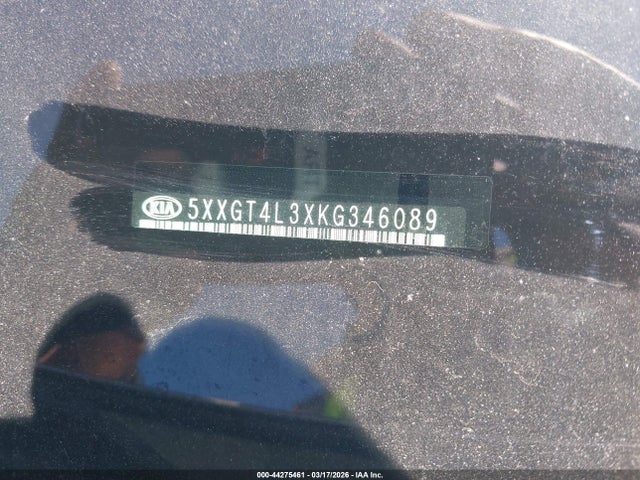 KIA 5XXGT4L3XKG346089
000-44275461 - 03/17/2026 - IAA Inc.